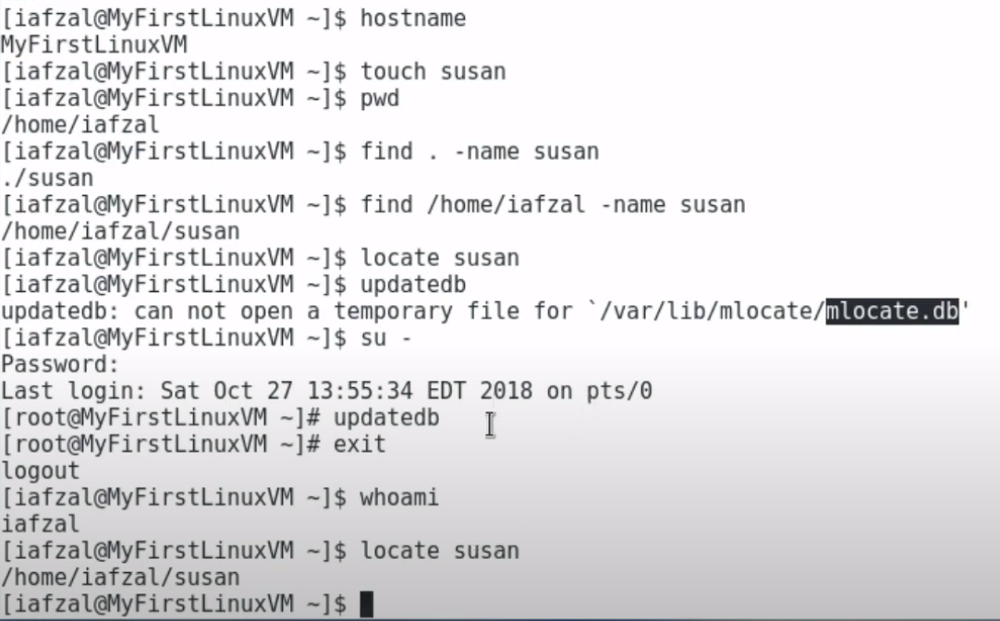 [iafzal@MyFirstLinuxVM ~]$ hostname
MyFirstLinuxVM
[iafzal@MyFirstLinuxVM ~]$ touch susan
[iafzal@MyFirstLinuxVM ~]$ pwd
/home/iafzal
[iafzal@MyFirstLinuxVM ~]$ find . -name susan
./susan
[iafzal@MyFirstLinuxVM ~]$ find /home/iafzal -name susan
/home/iafzal/susan
[iafzal@MyFirstLinuxVM ~]$ locate susan
[iafzal@MyFirstLinuxVM ~]$ updatedb
updatedb: can not open a temporary file for `/var/lib/mlocate/mlocate.db'
[iafzal@MyFirstLinuxVM ~]$ su -
Password:
Last login: Sat Oct 27 13:55:34 EDT 2018 on pts/0
[root@MyFirstLinuxVM ~]# updatedb
[root@MyFirstLinuxVM ~]# exit
logout
[iafzal@MyFirstLinuxVM ~]$ whoami
iafzal
[iafzal@MyFirstLinuxVM ~]$ locate susan
/home/iafzal/susan
[iafzal@MyFirstLinuxVM ~]$